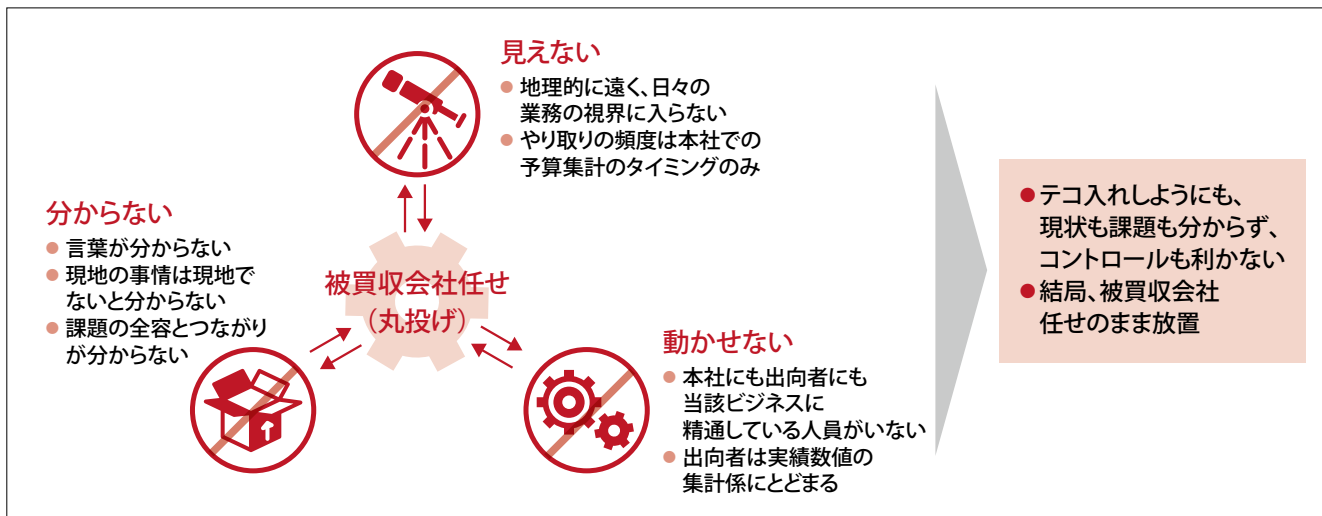 見えない
● 地理的に遠く、日々の
業務の視界に入らない
● やり取りの頻度は本社での
予算集計のタイミングのみ
分からない
● 言葉が分からない
● 現地の事情は現地で
ないと分からない
● 課題の全容とつながり
が分からない
被買収会社任せ
（丸投げ）
動かせない
● 本社にも出向者にも
当該ビジネスに
精通している人員がいない
● 出向者は実績数値の
集計係にとどまる
● テコ入れしようにも、
現状も課題も分からず、
コントロールも利かない
● 結局、被買収会社
任せのまま放置